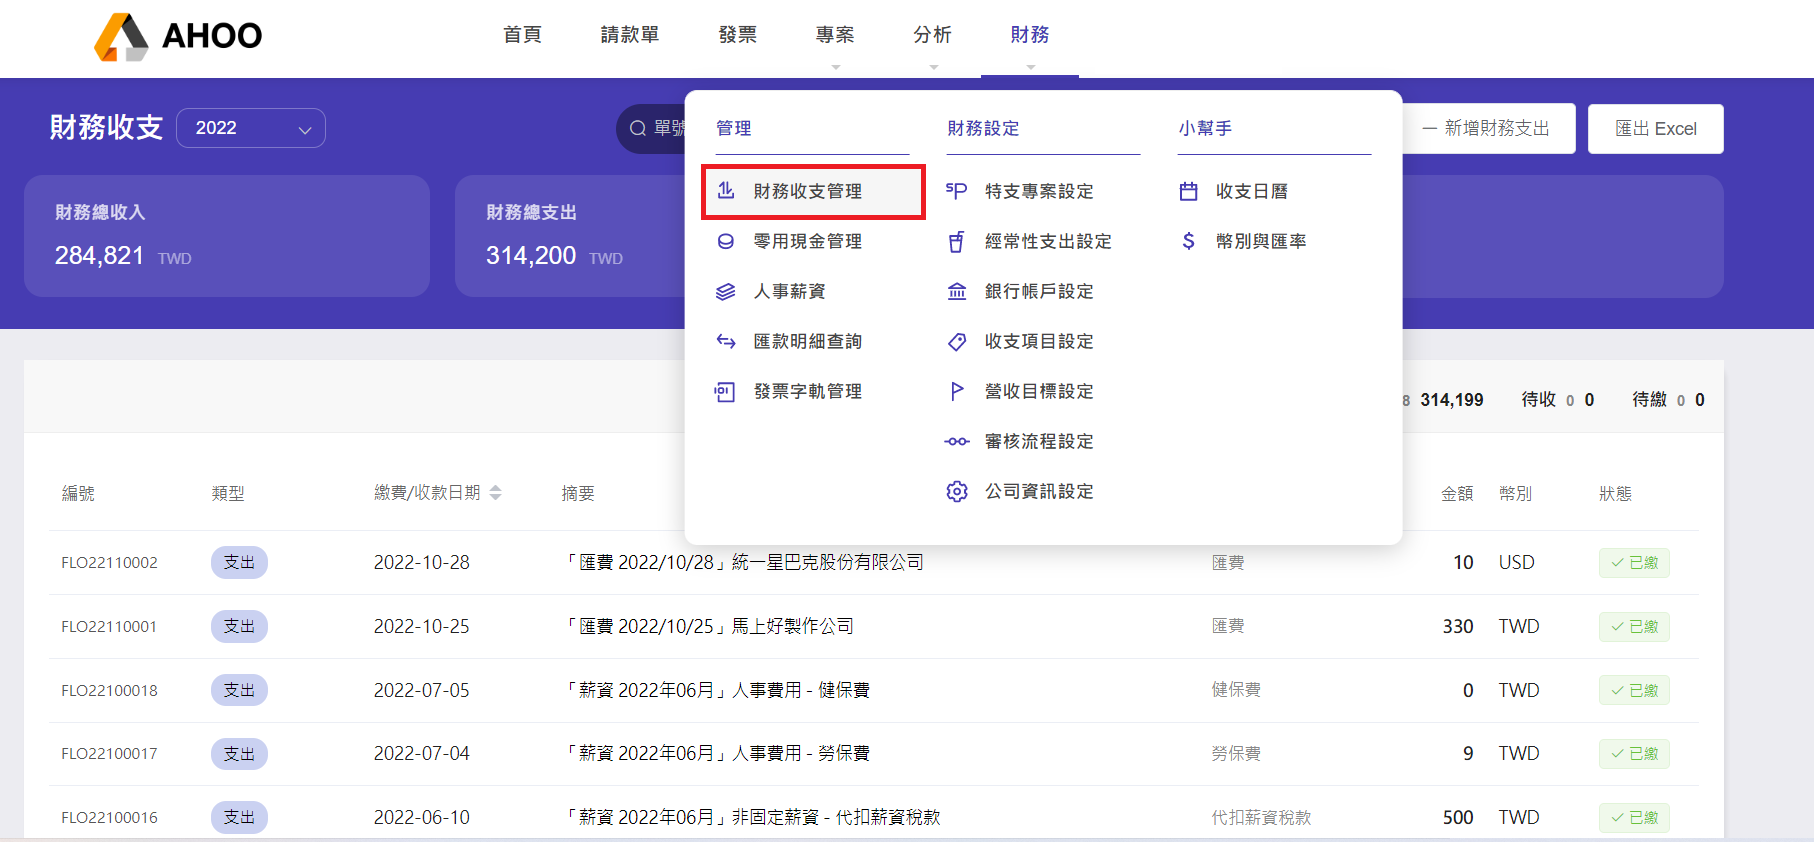 AHOO
首頁 請款單 發票 專案 分析 財務
財務收支 2022 單號 — 新增財務支出 匯出 Excel
財務總收入
284,821 TWD
財務總支出
314,200 TWD
管理
財務收支管理
零用現金管理
人事薪資
匯款明細查詢
發票字軌管理
財務設定
特支專案設定
經常性支出設定
銀行帳戶設定
收支項目設定
營收目標設定
審核流程設定
公司資訊設定
小幫手
收支日曆
幣別與匯率
8 314,199 待收 0 0 待繳 0 0
編號 類型 繳費/收款日期 摘要 金額 幣別 狀態
FLO22110002 支出 2022-10-28 「匯費 2022/10/28」統一星巴克股份有限公司 匯費 10 USD 已繳
FLO22110001 支出 2022-10-25 「匯費 2022/10/25」馬上好製作公司 匯費 330 TWD 已繳
FLO22100018 支出 2022-07-05 「薪資 2022年06月」人事費用 - 健保費 健保費 0 TWD 已繳
FLO22100017 支出 2022-07-04 「薪資 2022年06月」人事費用 - 勞保費 勞保費 9 TWD 已繳
FLO22100016 支出 2022-06-10 「薪資 2022年06月」非固定薪資 - 代扣薪資稅款 代扣薪資稅款 500 TWD 已繳